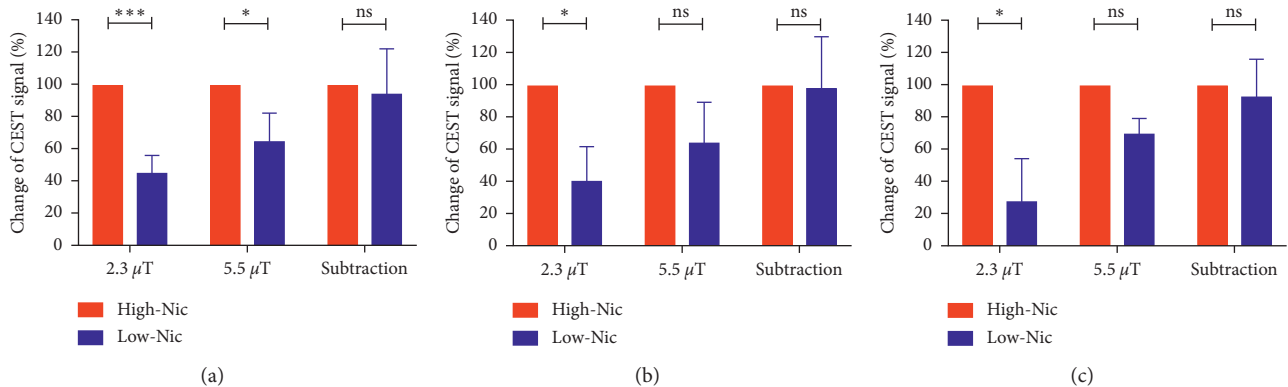 Change of CEST signal (%)
140
120
100
80
60
40
20
0
***
*
ns
2.3 μT
5.5 μT
Subtraction
High-Nic
Low-Nic
(a)
Change of CEST signal (%)
140
120
100
80
60
40
20
0
*
ns
ns
2.3 μT
5.5 μT
Subtraction
High-Nic
Low-Nic
(b)
Change of CEST signal (%)
140
120
100
80
60
40
20
0
*
ns
ns
2.3 μT
5.5 μT
Subtraction
High-Nic
Low-Nic
(c)